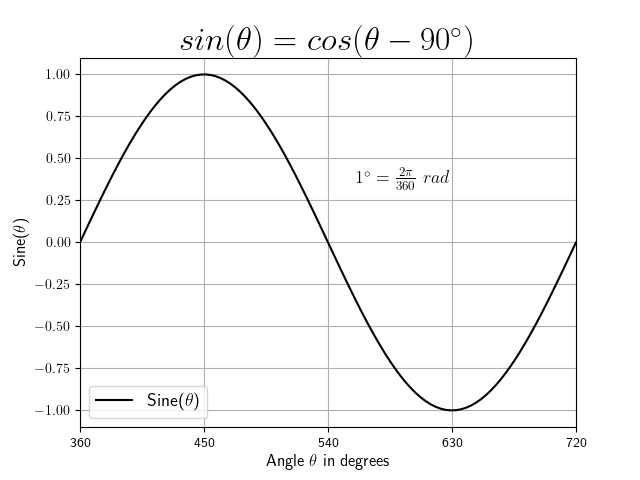 sin(θ) = cos(θ − 90°)
1.00
0.75
0.50
0.25
0.00
−0.25
−0.50
−0.75
−1.00
Sine(θ)
1° = 2π/360 rad
Sine(θ)
360 450 540 630 720
Angle θ in degrees